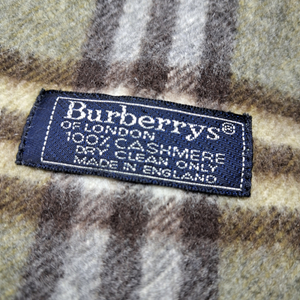 Burberrys®
OF LONDON
100% CASHMERE
DRY CLEAN ONLY
MADE IN ENGLAND